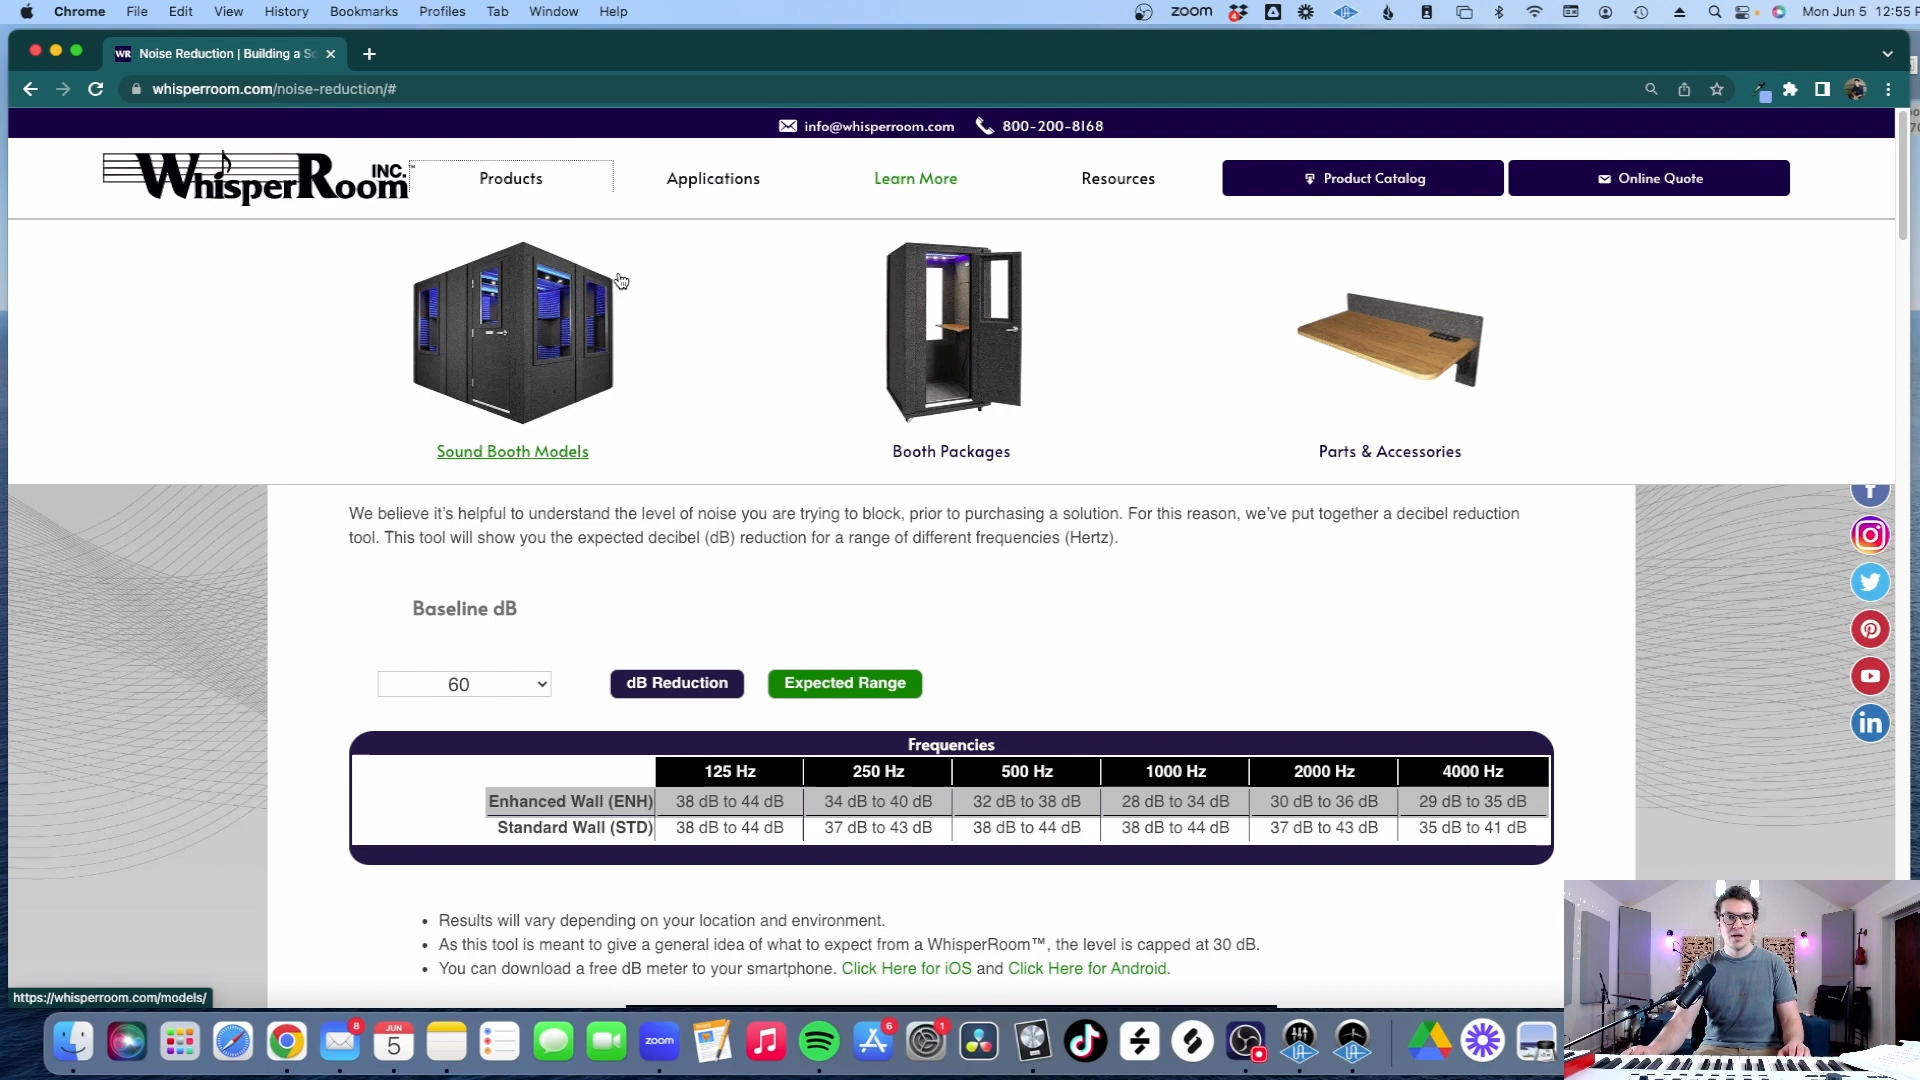 Chrome File Edit View History Bookmarks Profiles Tab Window Help zoom Mon Jun 5 12:55 P
WR Noise Reduction | Building a So
whisperroom.com/noise-reduction/#
info@whisperroom.com 800-200-8168
WhisperRoom INC.™
Products Applications Learn More Resources Product Catalog Online Quote
Sound Booth Models Booth Packages Parts & Accessories
We believe it's helpful to understand the level of noise you are trying to block, prior to purchasing a solution. For this reason, we've put together a decibel reduction
tool. This tool will show you the expected decibel (dB) reduction for a range of different frequencies (Hertz).
Baseline dB
60 dB Reduction Expected Range
Frequencies
125 Hz 250 Hz 500 Hz 1000 Hz 2000 Hz 4000 Hz
Enhanced Wall (ENH) 38 dB to 44 dB 34 dB to 40 dB 32 dB to 38 dB 28 dB to 34 dB 30 dB to 36 dB 29 dB to 35 dB
Standard Wall (STD) 38 dB to 44 dB 37 dB to 43 dB 38 dB to 44 dB 38 dB to 44 dB 37 dB to 43 dB 35 dB to 41 dB
• Results will vary depending on your location and environment.
• As this tool is meant to give a general idea of what to expect from a WhisperRoom™, the level is capped at 30 dB.
• You can download a free dB meter to your smartphone. Click Here for iOS and Click Here for Android.
https://whisperroom.com/models/
8 JUN 5 zoom 6 1